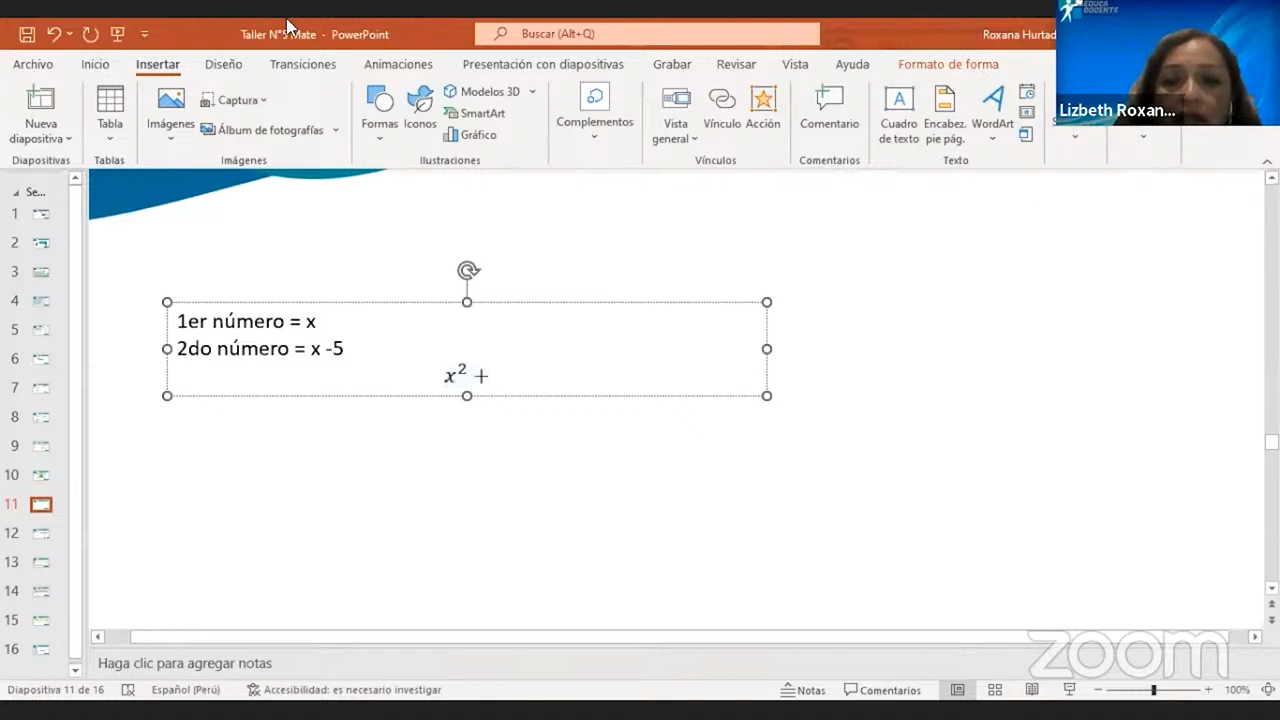 Taller N°5 Mate - PowerPoint
Buscar (Alt+Q)
Roxana Hurtad
EDUCA DOCENTE
Lizbeth Roxan...
Archivo Inicio Insertar Diseño Transiciones Animaciones Presentación con diapositivas Grabar Revisar Vista Ayuda Formato de forma
Nueva diapositiva
Diapositivas
Tabla
Tablas
Imágenes
Captura
Álbum de fotografías
Imágenes
Formas
Iconos
Modelos 3D
SmartArt
Gráfico
Ilustraciones
Complementos
Vista general
Vínculo
Acción
Vínculos
Comentario
Comentarios
Cuadro de texto
Encabez. pie pág.
WordArt
Texto
Se...
1
2
3
4
5
6
7
8
9
10
11
12
13
14
15
16
1er número = x
2do número = x -5
x² +
Haga clic para agregar notas
zoom
Diapositiva 11 de 16 Español (Perú) Accesibilidad: es necesario investigar Notas Comentarios 100%